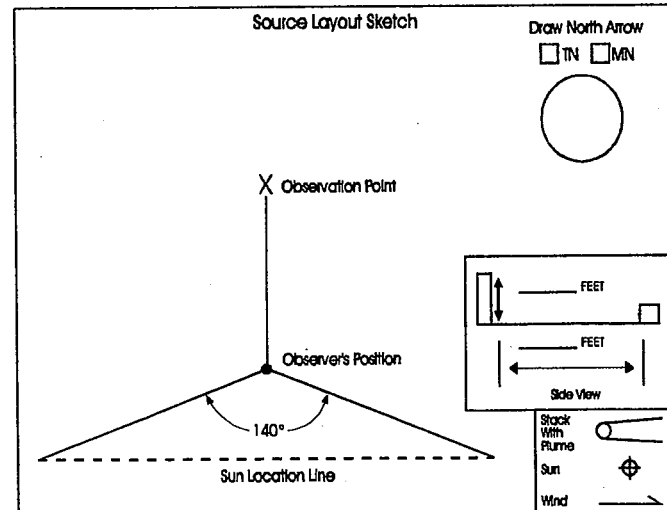 Source Layout Sketch
Draw North Arrow
TN MN
X Observation Point
FEET
Observer's Position
FEET
140°
Side View
Sun Location Line
Stack
With
Plume
Sun
Wind